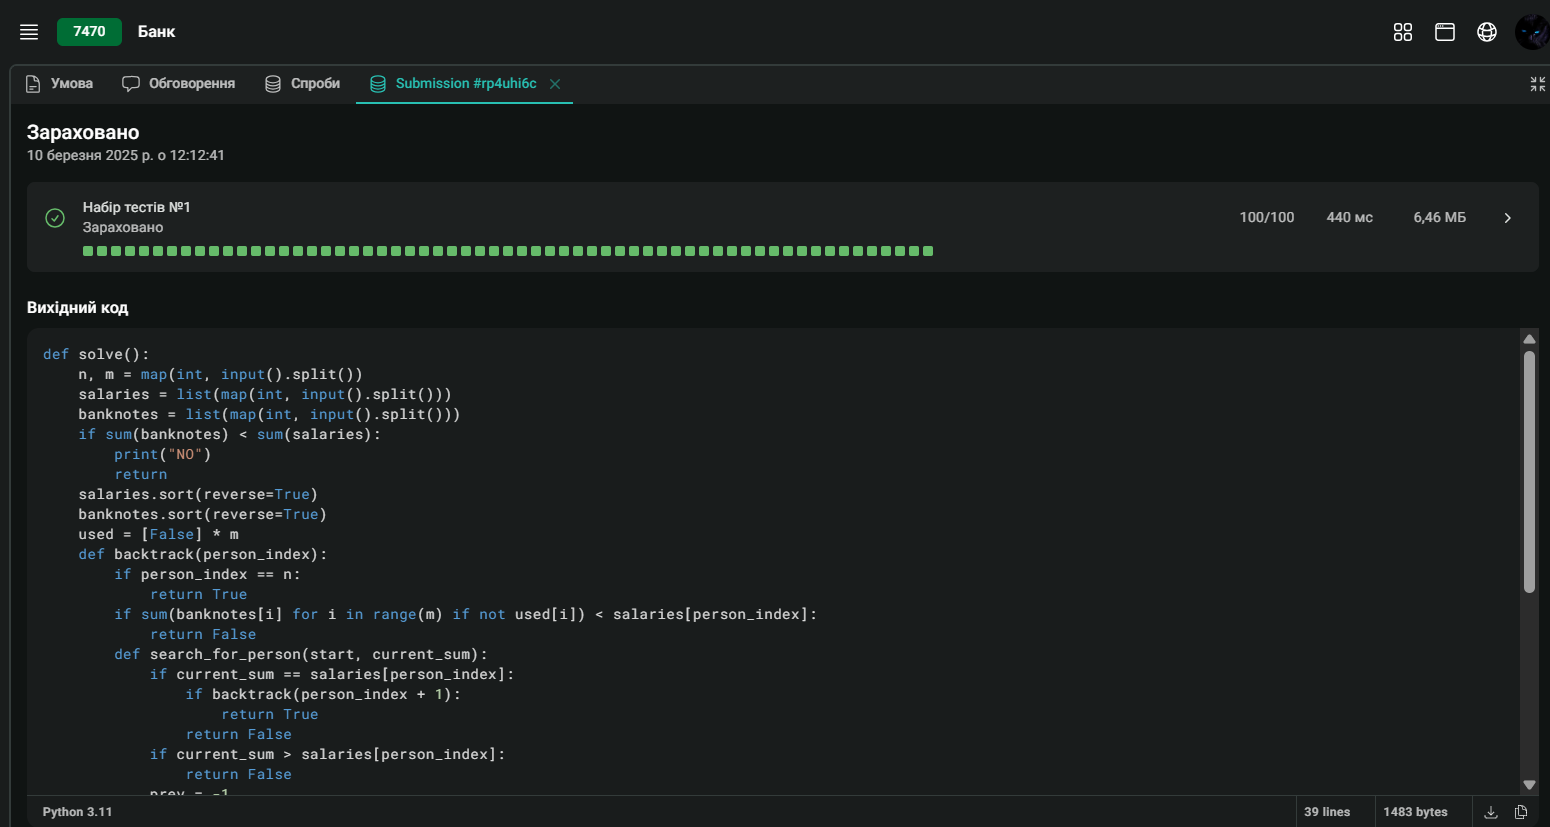 7470 Банк
Умова Обговорення Спроби Submission #rp4uhi6c
Зараховано
10 березня 2025 р. о 12:12:41
Набір тестів №1
Зараховано
100/100 440 мс 6,46 МБ
Вихідний код
def solve():
    n, m = map(int, input().split())
    salaries = list(map(int, input().split()))
    banknotes = list(map(int, input().split()))
    if sum(banknotes) < sum(salaries):
        print("NO")
        return
    salaries.sort(reverse=True)
    banknotes.sort(reverse=True)
    used = [False] * m
    def backtrack(person_index):
        if person_index == n:
            return True
        if sum(banknotes[i] for i in range(m) if not used[i]) < salaries[person_index]:
            return False
        def search_for_person(start, current_sum):
            if current_sum == salaries[person_index]:
                if backtrack(person_index + 1):
                    return True
                return False
            if current_sum > salaries[person_index]:
                return False
            prev = -1
Python 3.11 39 lines 1483 bytes